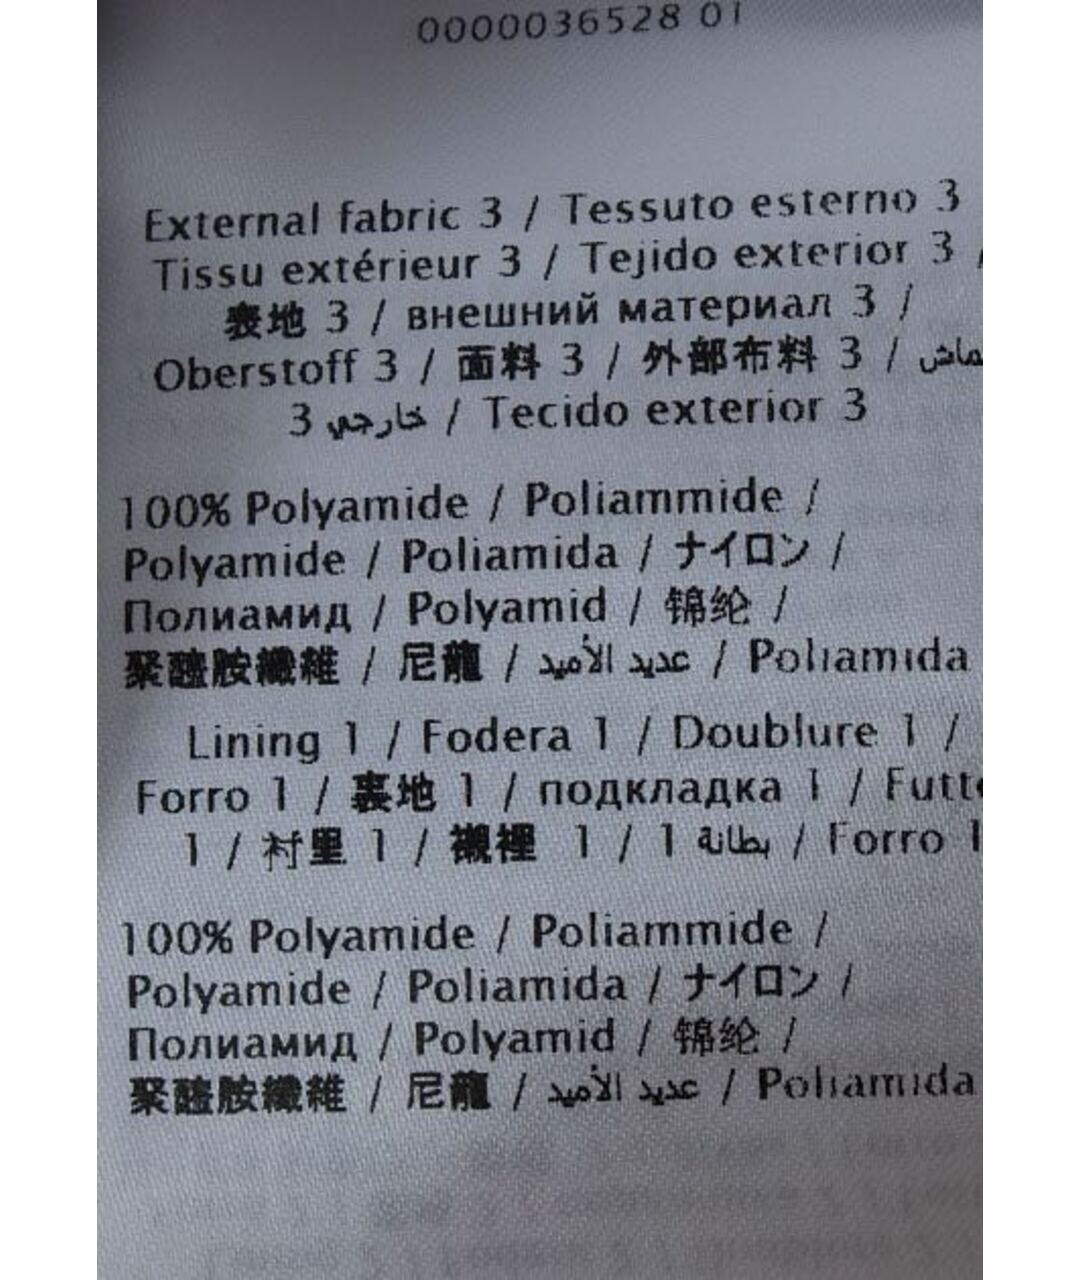 0000036528 01
External fabric 3 / Tessuto esterno 3
Tissu extérieur 3 / Tejido exterior 3 /
表地 3 / внешний материал 3 /
Oberstoff 3 / 面料 3 / 外部布料 3 / ماش
خارجي 3 / Tecido exterior 3
100% Polyamide / Poliammide /
Polyamide / Poliamida / ナイロン /
Полиамид / Polyamid / 锦纶 /
聚醯胺纖維 / 尼龍 / عديد الأميد / Poliamida
Lining 1 / Fodera 1 / Doublure 1 /
Forro 1 / 裏地 1 / подкладка 1 / Futt
1 / 衬里 1 / 襯裡 1 / بطانة 1 / Forro 1
100% Polyamide / Poliammide /
Polyamide / Poliamida / ナイロン /
Полиамид / Polyamid / 锦纶 /
聚醯胺纖維 / 尼龍 / عديد الأميد / Poliamida